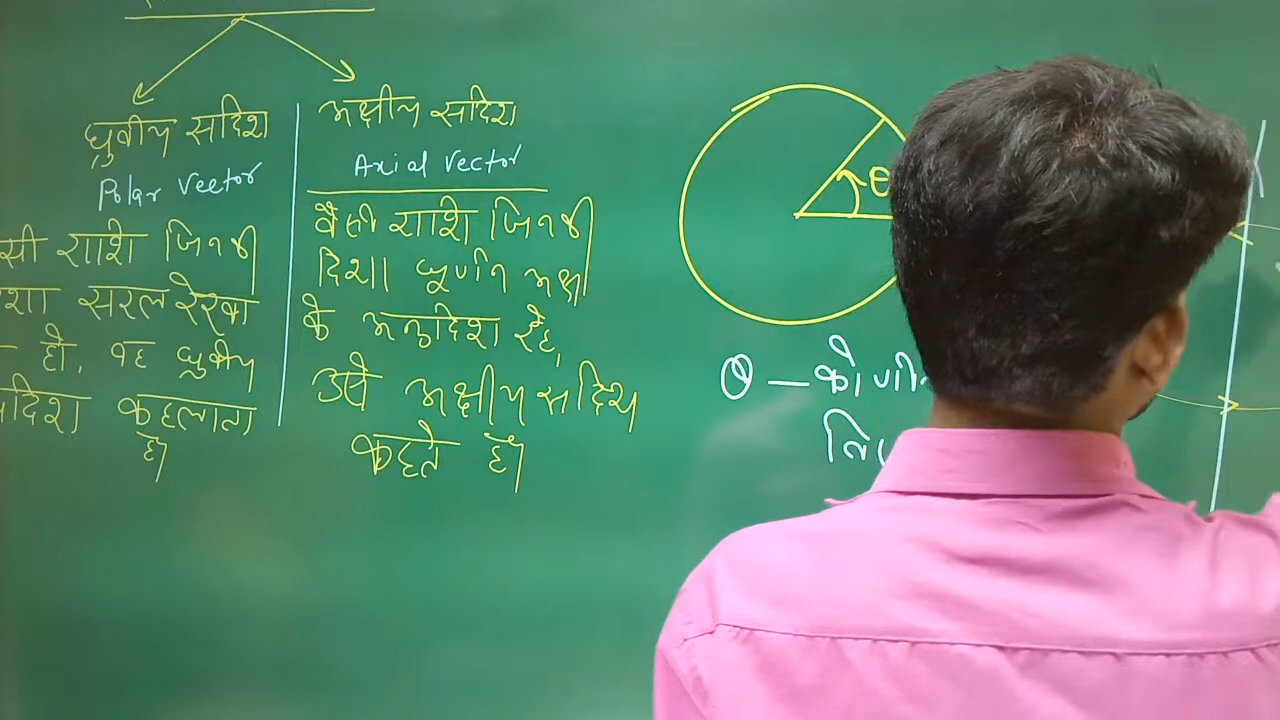 ध्रुवीय सदिश
Polar Vector
राशि जिनकी
सरल रेखा
हो, वह ध्रुवीय
कहलाता
है।
अक्षीय सदिश
Axial Vector
वैसी राशि जिनकी
दिशा घूर्णन अक्ष
के अनुदिश रहे,
उसे अक्षीय सदिश
कहते है।
θ
θ —